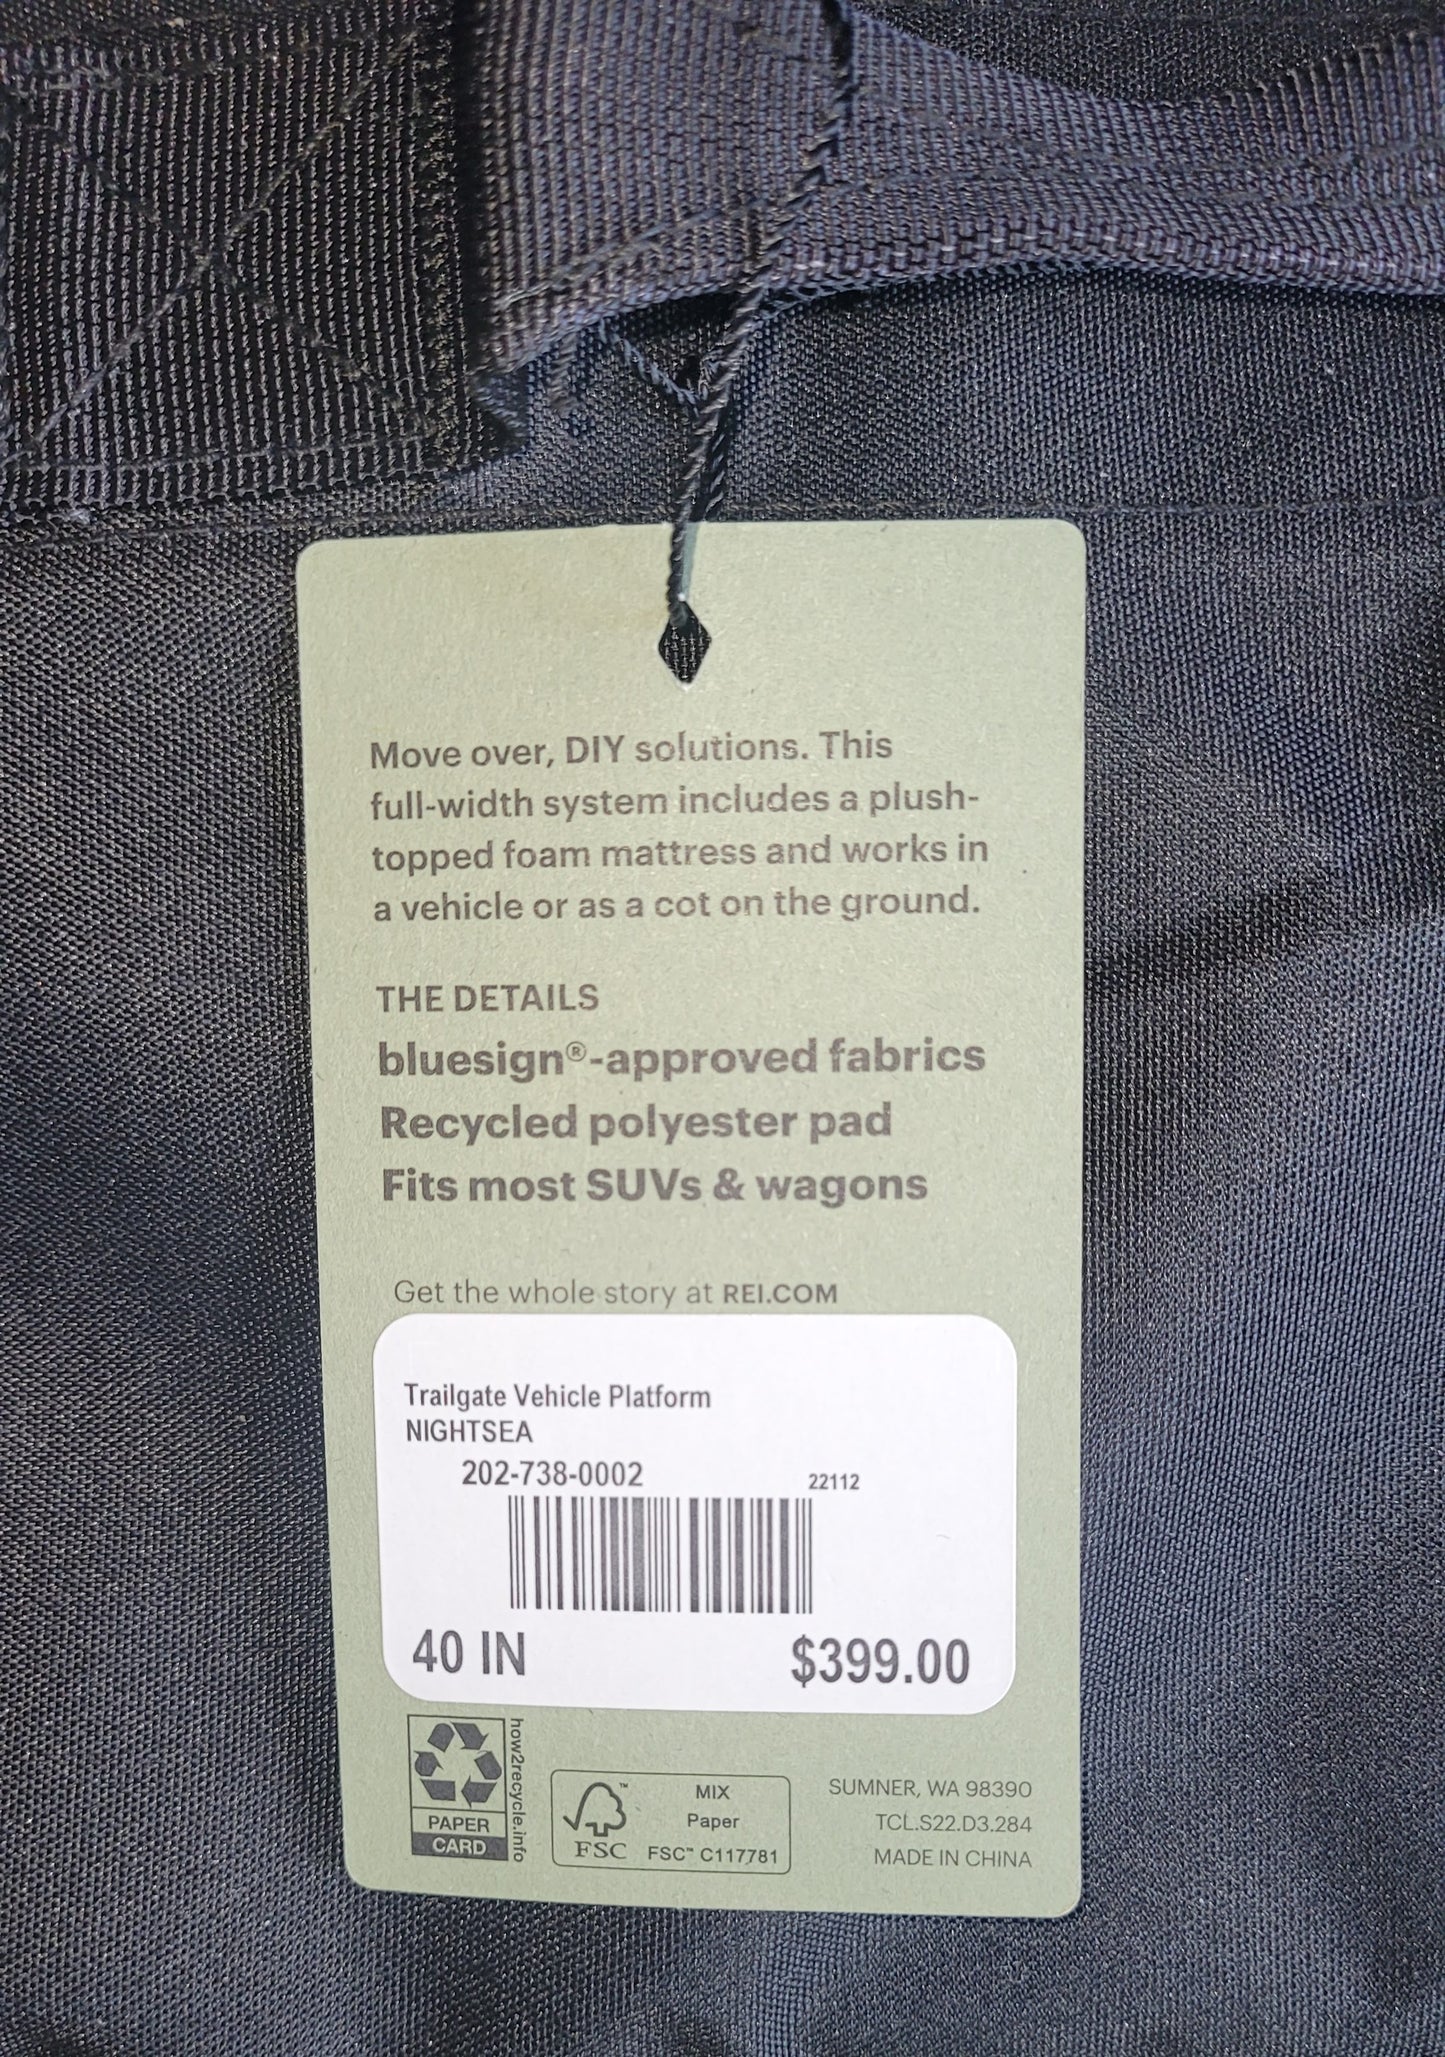 Move over, DIY solutions. This
full-width system includes a plush-
topped foam mattress and works in
a vehicle or as a cot on the ground.
THE DETAILS
bluesign®-approved fabrics
Recycled polyester pad
Fits most SUVs & wagons
Get the whole story at REI.COM
Trailgate Vehicle Platform
NIGHTSEA
202-738-0002 22112
40 IN $399.00
PAPER
CARD
how2recycle.info
FSC
™
MIX
Paper
FSC™ C117781
SUMNER, WA 98390
TCL.S22.D3.284
MADE IN CHINA